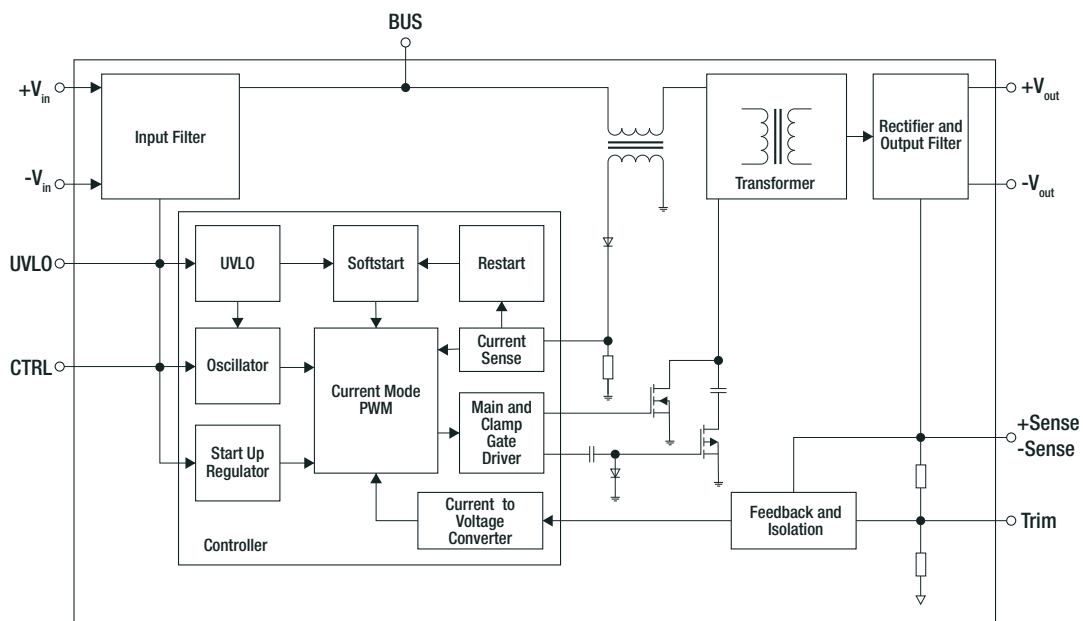 BUS
+Vin
Input Filter
-Vin
Transformer
Rectifier and
Output Filter
+Vout
-Vout
UVLO
UVLO
Softstart
Restart
CTRL
Oscillator
Current Mode
PWM
Current
Sense
Main and
Clamp
Gate
Driver
Start Up
Regulator
Current to
Voltage
Converter
Controller
Feedback and
Isolation
+Sense
-Sense
Trim